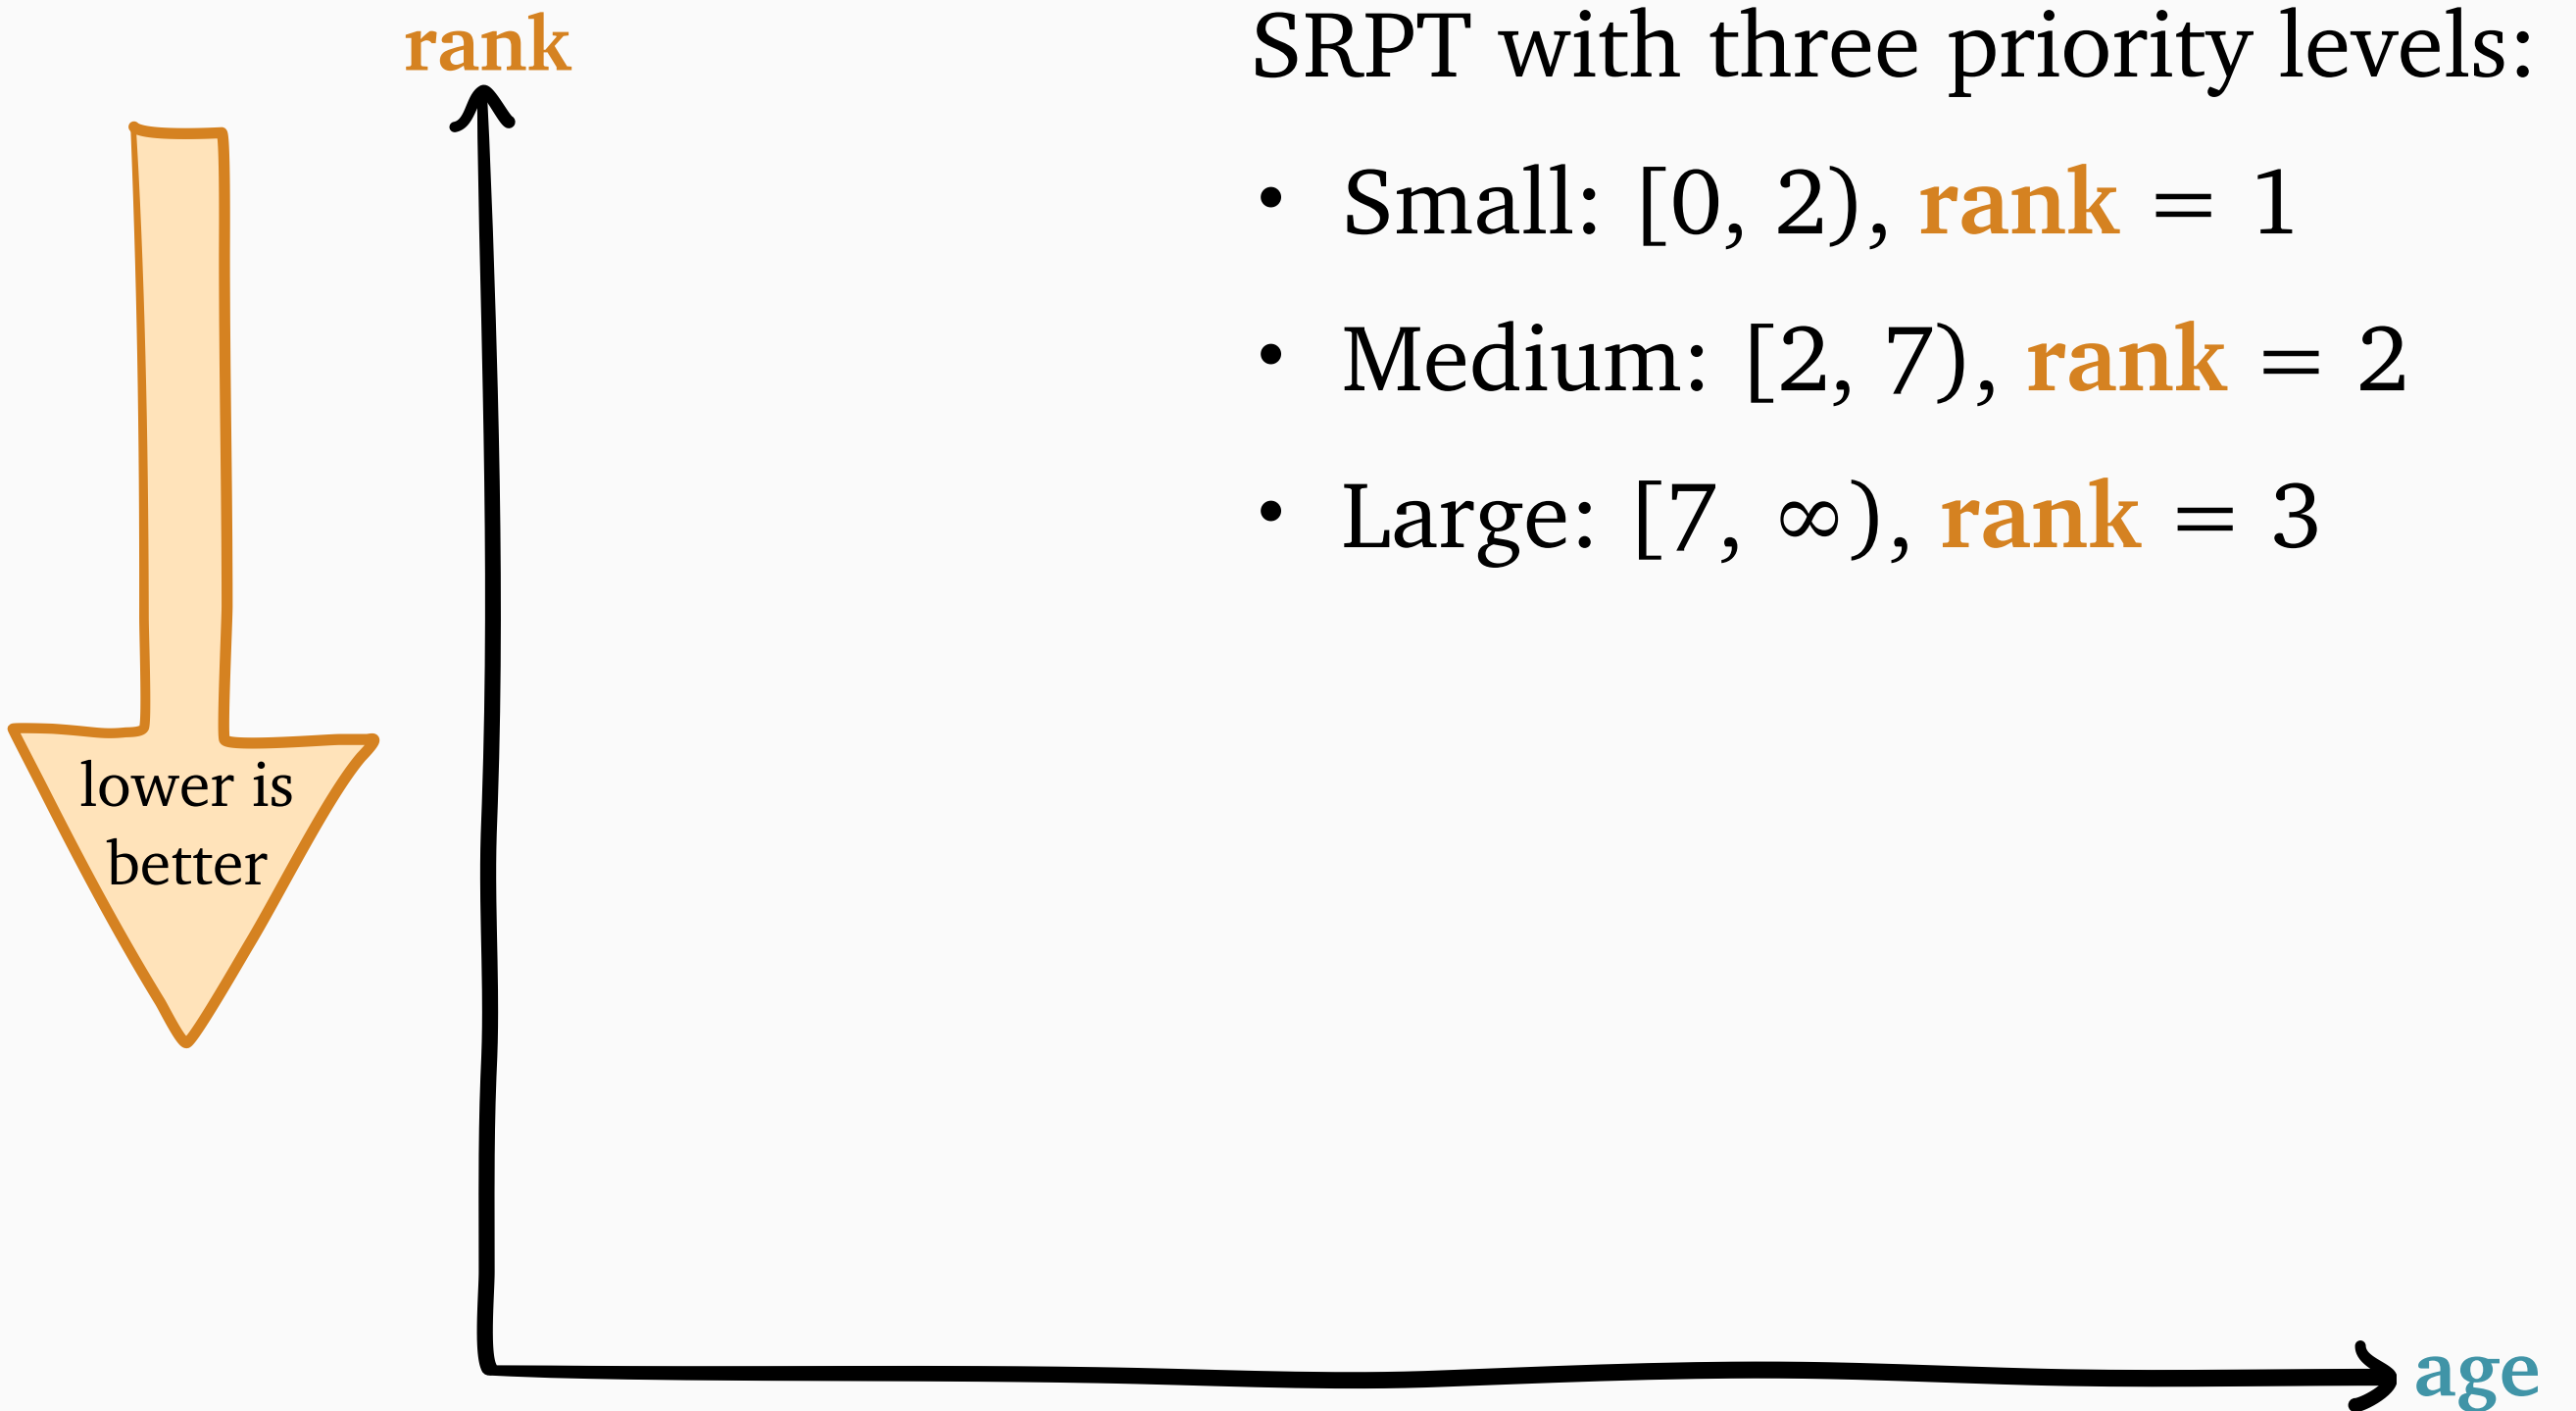 rank
SRPT with three priority levels:
• Small: [0, 2), rank = 1
• Medium: [2, 7), rank = 2
• Large: [7, ∞), rank = 3
lower is
better
age